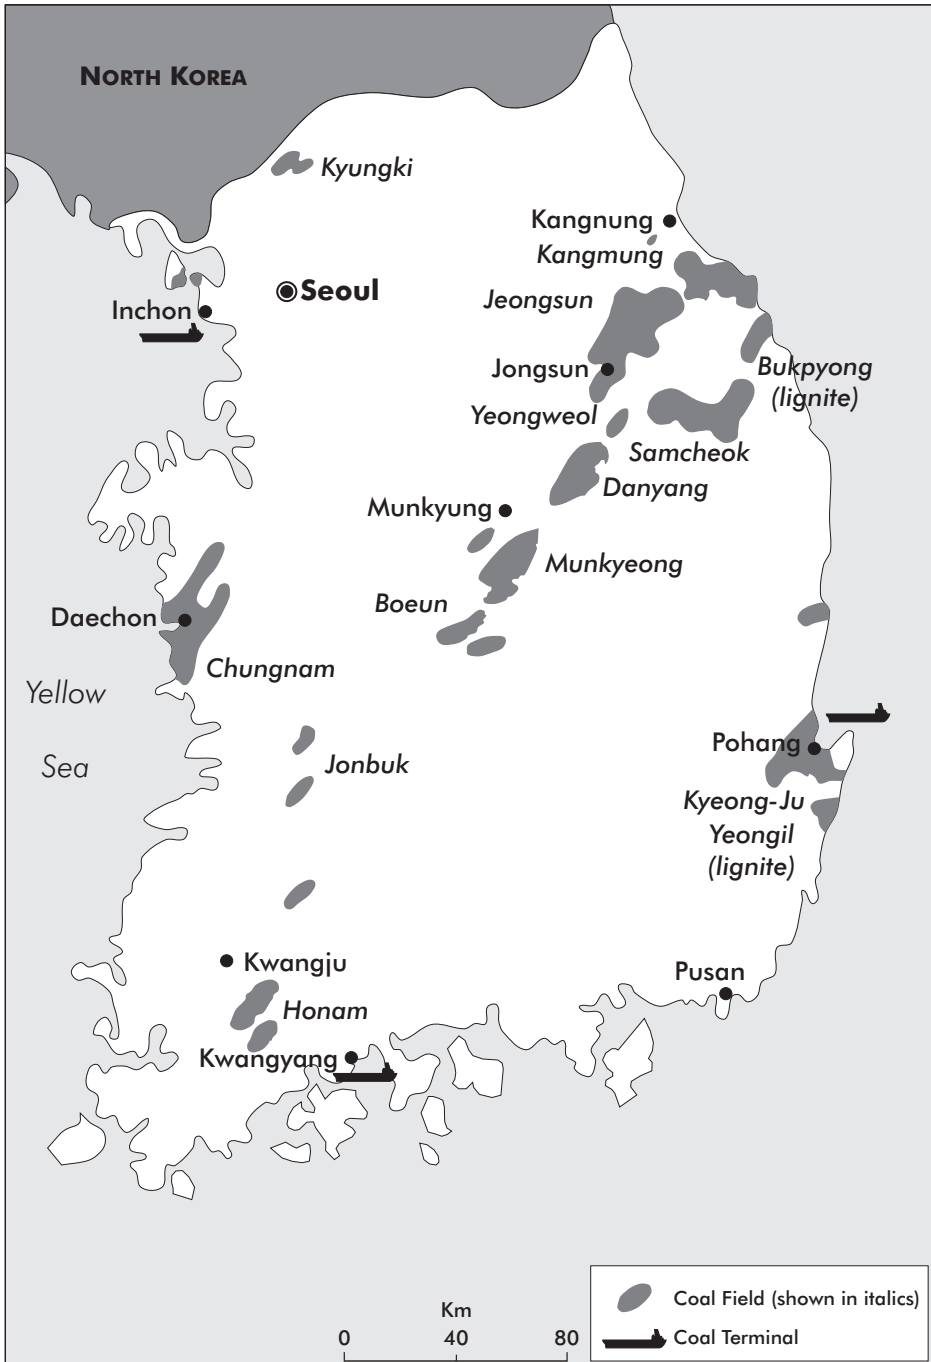 NORTH KOREA
Kyungki
Kangnung
Kangmung
Seoul
Jeongsun
Inchon
Jongsun
Bukpyong
(lignite)
Yeongweol
Samcheok
Danyang
Munkyung
Munkyeong
Boeun
Daechon
Chungnam
Yellow
Sea
Pohang
Jonbuk
Kyeong-Ju
Yeongil
(lignite)
Kwangju
Pusan
Honam
Kwangyang
Km
0 40 80
Coal Field (shown in italics)
Coal Terminal